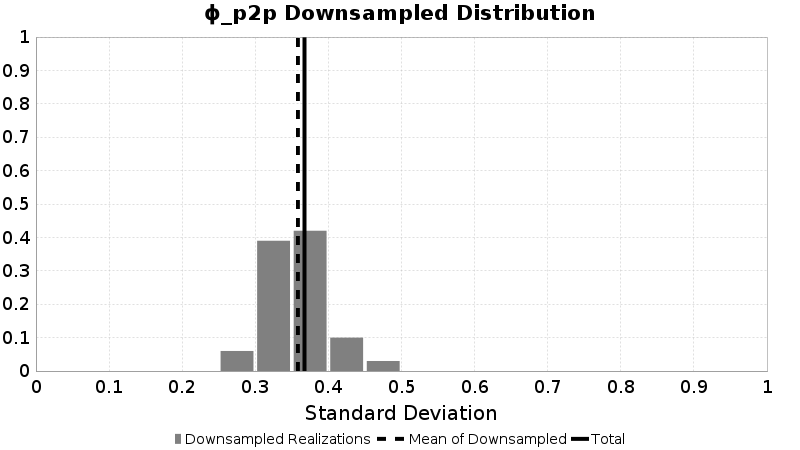 ϕ_p2p Downsampled Distribution
1
0.9
0.8
0.7
0.6
0.5
0.4
0.3
0.2
0.1
0
0 0.1 0.2 0.3 0.4 0.5 0.6 0.7 0.8 0.9 1
Standard Deviation
Downsampled Realizations Mean of Downsampled Total